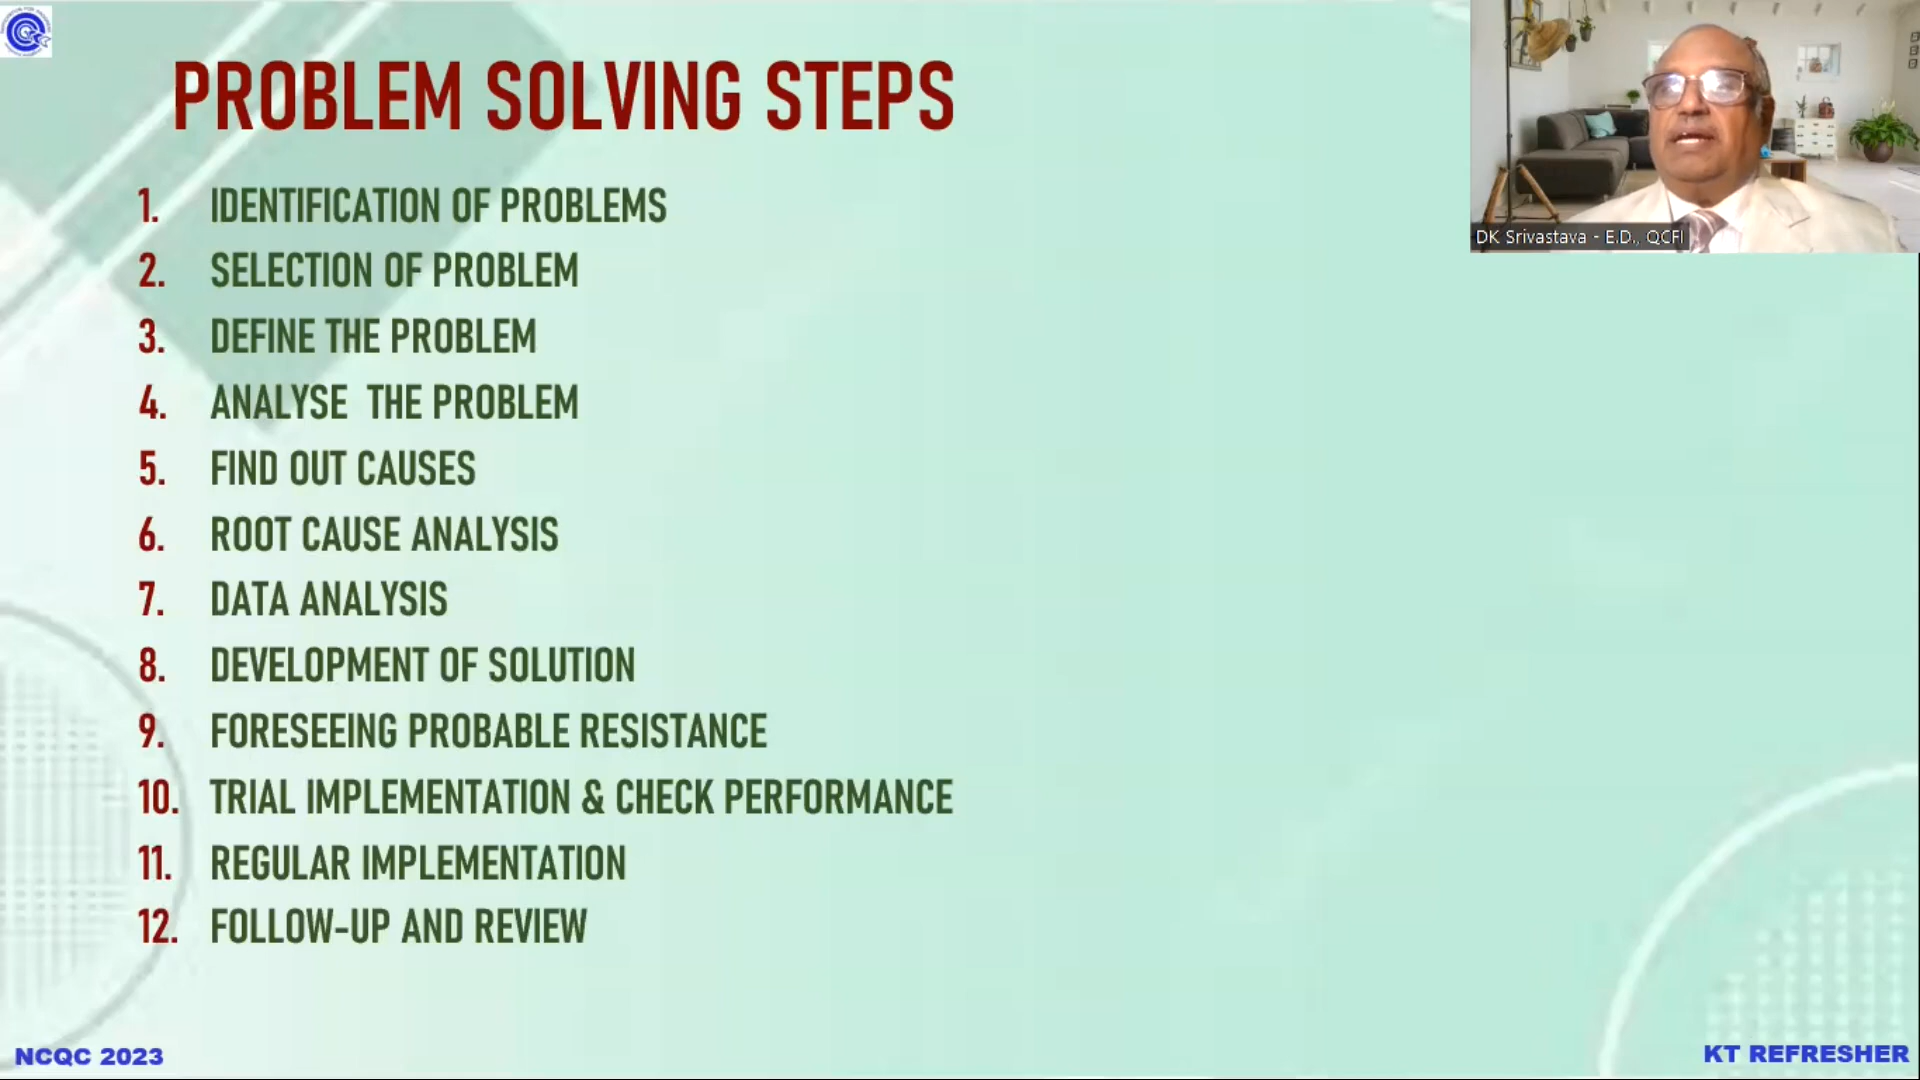 PROBLEM SOLVING STEPS
1. IDENTIFICATION OF PROBLEMS
2. SELECTION OF PROBLEM
3. DEFINE THE PROBLEM
4. ANALYSE THE PROBLEM
5. FIND OUT CAUSES
6. ROOT CAUSE ANALYSIS
7. DATA ANALYSIS
8. DEVELOPMENT OF SOLUTION
9. FORESEEING PROBABLE RESISTANCE
10. TRIAL IMPLEMENTATION & CHECK PERFORMANCE
11. REGULAR IMPLEMENTATION
12. FOLLOW-UP AND REVIEW
DK Srivastava - E.D., QCFI
NCQC 2023
KT REFRESHER